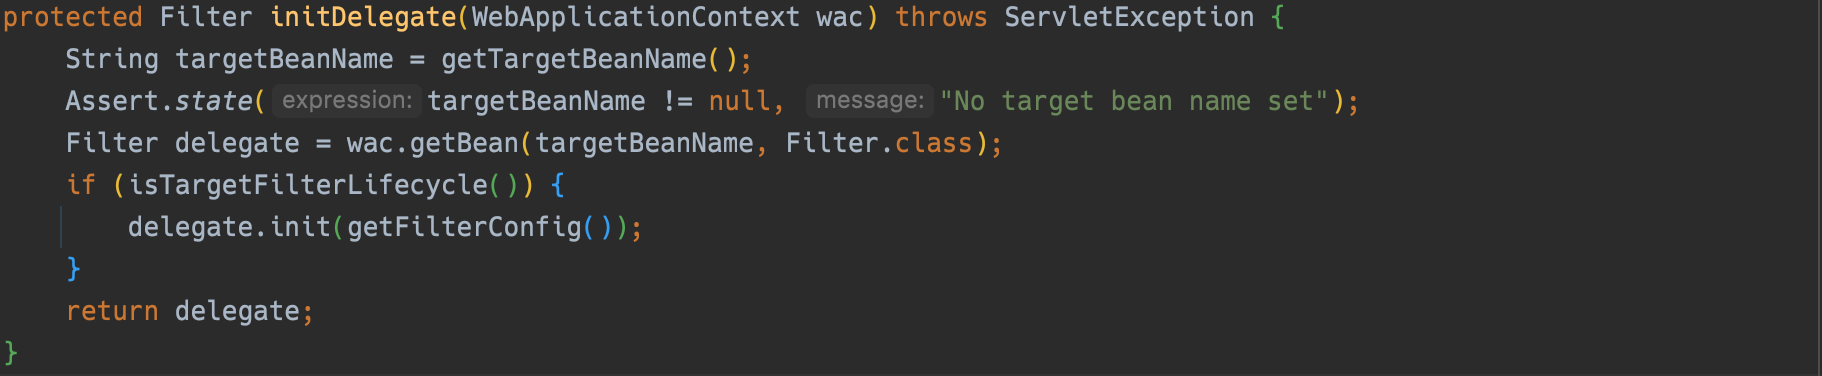 protected Filter initDelegate(WebApplicationContext wac) throws ServletException {
    String targetBeanName = getTargetBeanName();
    Assert.state( expression: targetBeanName != null, message: "No target bean name set");
    Filter delegate = wac.getBean(targetBeanName, Filter.class);
    if (isTargetFilterLifecycle()) {
        delegate.init(getFilterConfig());
    }
    return delegate;
}